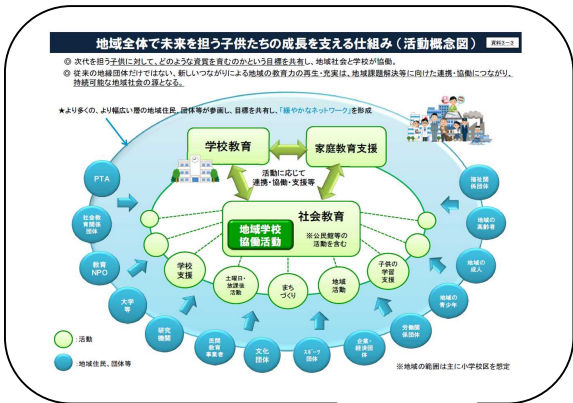 地域全体で未来を担う子供たちの成長を支える仕組み（活動概念図）
資料3－3
◎ 次代を担う子供に対して、どのような資質を育むのかという目標を共有し、地域社会と学校が協働。
◎ 従来の地縁団体だけではない、新しいつながりによる地域の教育力の再生・充実は、地域課題解決等に向けた連携・協働につながり、
持続可能な地域社会の源となる。
★より多くの、より幅広い層の地域住民、団体等が参画し、目標を共有し、「緩やかなネットワーク」を形成
学校教育
家庭教育支援
活動に応じて
連携・協働・支援等
社会教育
※公民館等の
活動を含む
地域学校
協働活動
学校
支援
土曜日・
放課後
活動
まち
づくり
地域
活動
子供の
学習
支援
PTA
社会教
育関係
団体
教育
NPO
大学
等
研究
機関
民間
教育
事業者
文化
団体
スポーツ
団体
企業・
経済団
体
労働関
係団体
地域の
青少年
地域の
成人
地域の
高齢者
福祉関
係団体
：活動
：地域住民、団体等
※地域の範囲は主に小学校区を想定